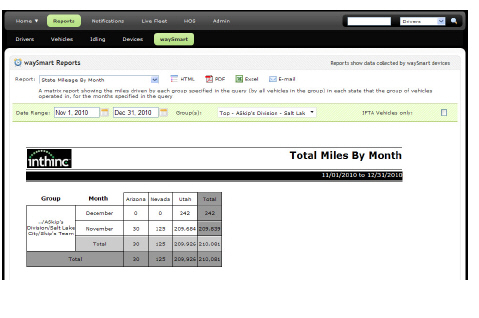 Home ▼ Reports Notifications Live Fleet HOS Admin Drivers
Drivers Vehicles Idling Devices waySmart
waySmart Reports Reports show data collected by waySmart devices
Report: State Mileage By Month HTML PDF Excel E-mail
A matrix report showing the miles driven by each group specified in the query (by all vehicles in the group) in each state that the group of vehicles
operated in, for the months specified in the query
Date Range: Nov 1, 2010 Dec 31, 2010 Group(s): Top - ASkip's Division - Salt Lak IFTA Vehicles only:
inthinc Total Miles By Month
11/01/2010 to 12/31/2010
Group Month Arizona Nevada Utah Total
December 0 0 242 242
.../ASkip's
Division/Salt Lake
City/Skip's Team
November 30 125 209,684 209,839
Total 30 125 209,926 210,081
Total 30 125 209,926 210,081